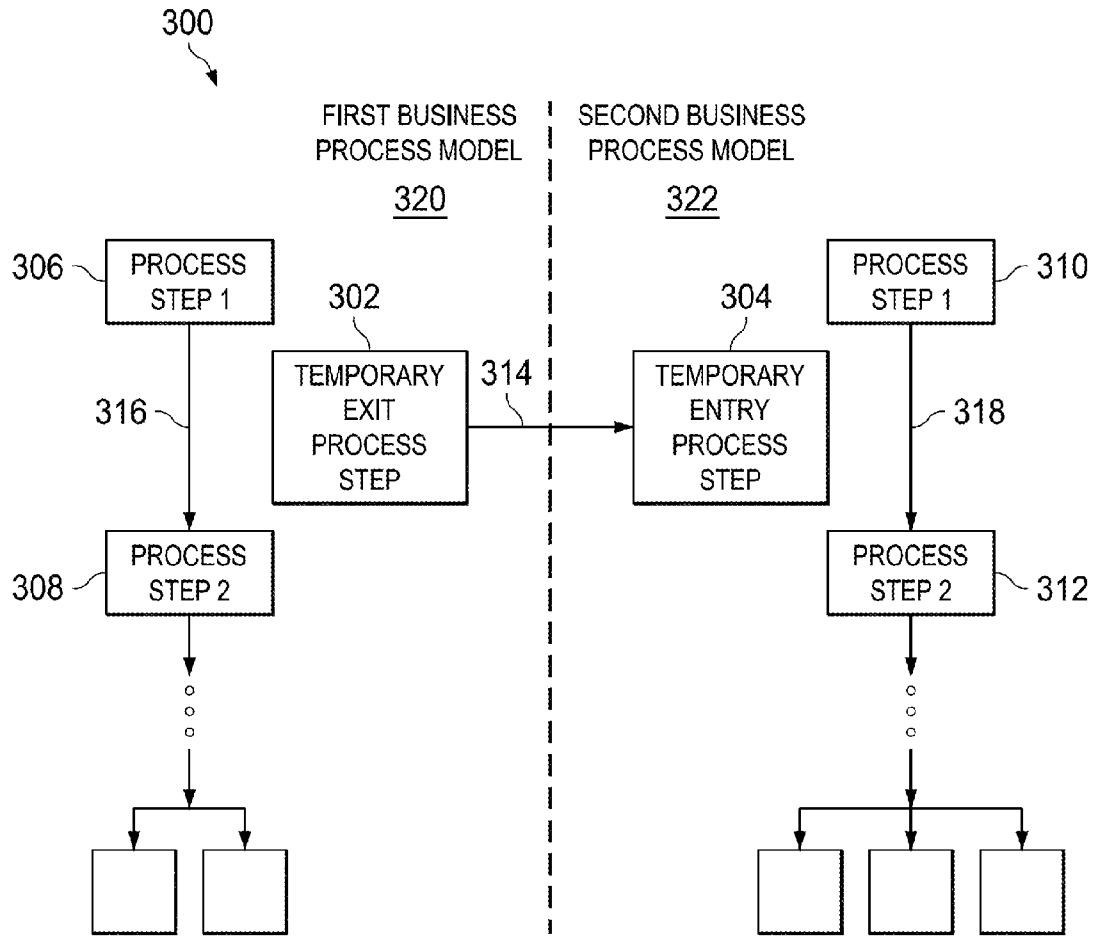 300
FIRST BUSINESS
PROCESS MODEL
320
SECOND BUSINESS
PROCESS MODEL
322
306
PROCESS
STEP 1
302
TEMPORARY
EXIT
PROCESS
STEP
314
304
TEMPORARY
ENTRY
PROCESS
STEP
PROCESS
STEP 1
310
316
318
308
PROCESS
STEP 2
PROCESS
STEP 2
312